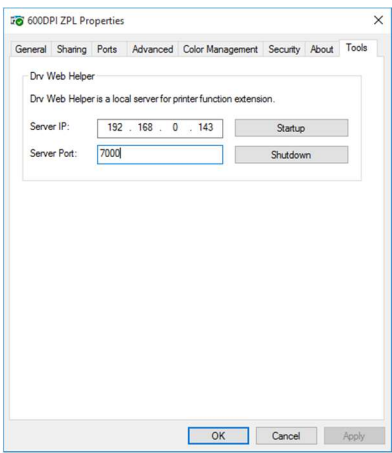 600DPI ZPL Properties
General Sharing Ports Advanced Color Management Security About Tools
Drv Web Helper
Drv Web Helper is a local server for printer function extension.
Server IP: 192 . 168 . 0 . 143 Startup
Server Port: 7000 Shutdown
OK Cancel Apply